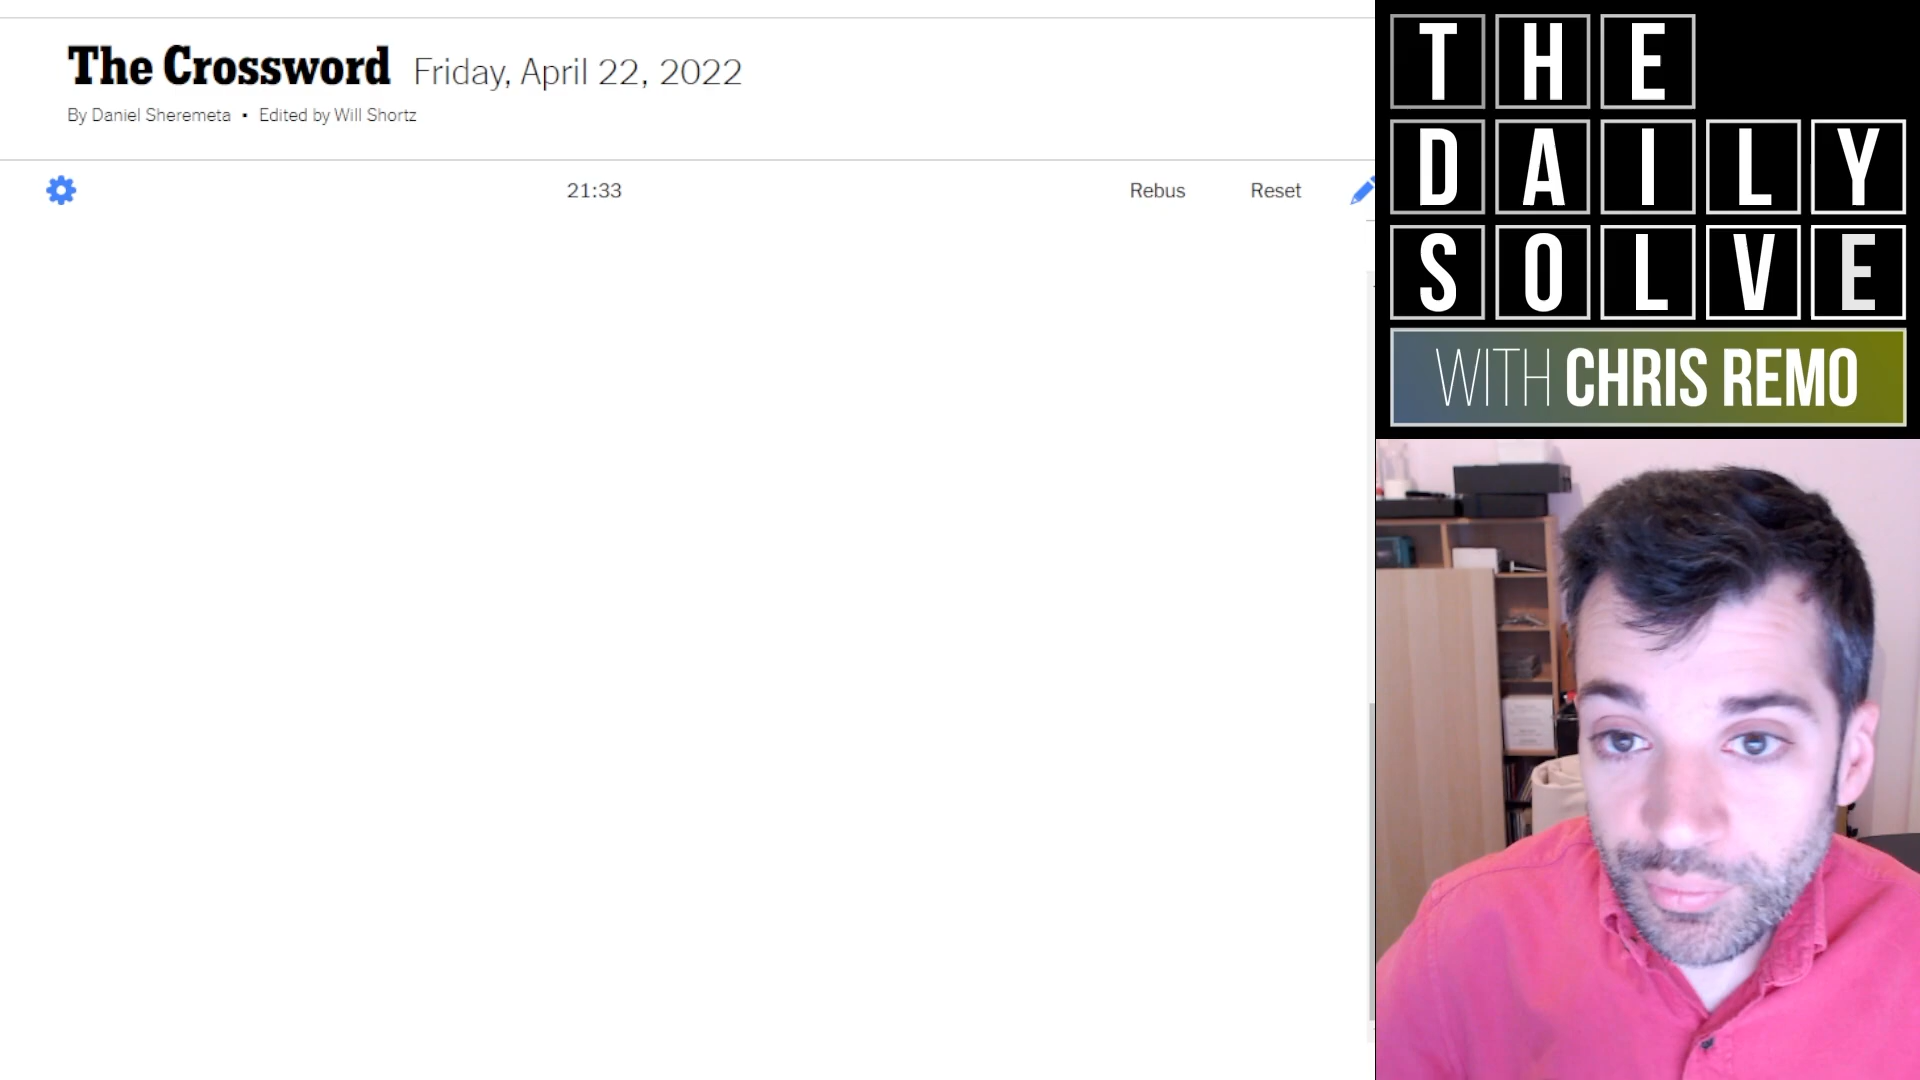 The Crossword Friday, April 22, 2022
By Daniel Sheremeta ▪ Edited by Will Shortz
21:33 Rebus Reset
THE
DAILY
SOLVE
WITH CHRIS REMO